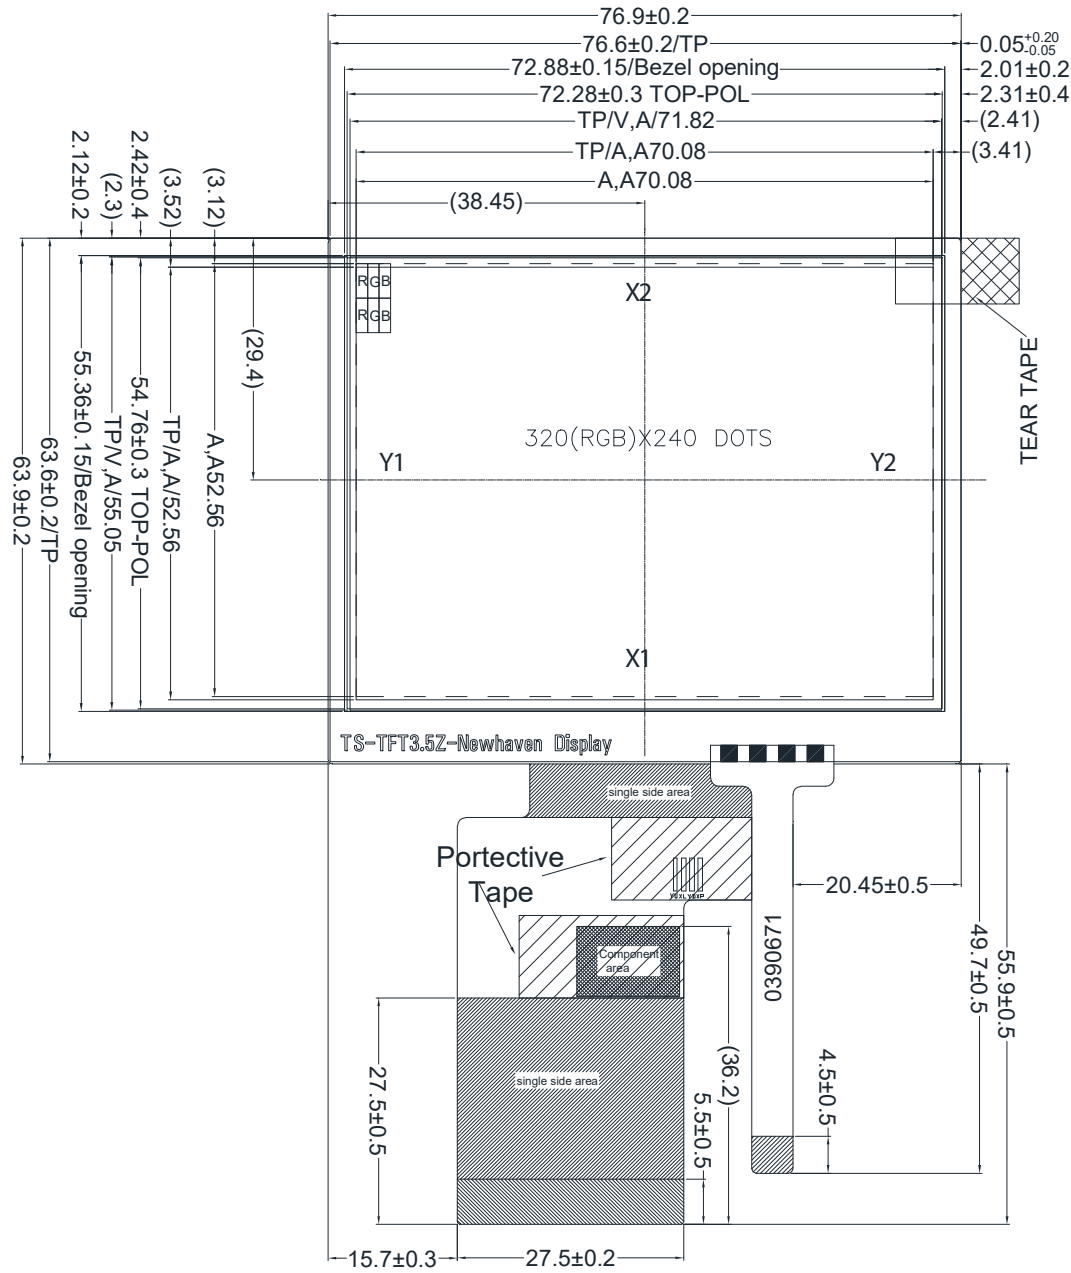 76.9±0.2
76.6±0.2/TP
0.05+0.20-0.05
72.88±0.15/Bezel opening
2.01±0.2
72.28±0.3 TOP-POL
2.31±0.4
TP/V,A/71.82
(2.41)
TP/A,A70.08
(3.41)
A,A70.08
(38.45)
2.12±0.2
(2.3)
2.42±0.4
(3.52)
(3.12)
RGB
RGB
X2
(29.4)
TEAR TAPE
320(RGB)X240 DOTS
Y1
Y2
63.9±0.2
63.6±0.2/TP
55.36±0.15/Bezel opening
TP/V,A/55.05
54.76±0.3 TOP-POL
TP/A,A/52.56
A,A52.56
X1
TS-TFT3.5Z-Newhaven Display
single side area
Portective
Tape
20.45±0.5
Component
area
0390671
49.7±0.5
55.9±0.5
(36.2)
4.5±0.5
single side area
27.5±0.5
5.5±0.5
15.7±0.3
27.5±0.2